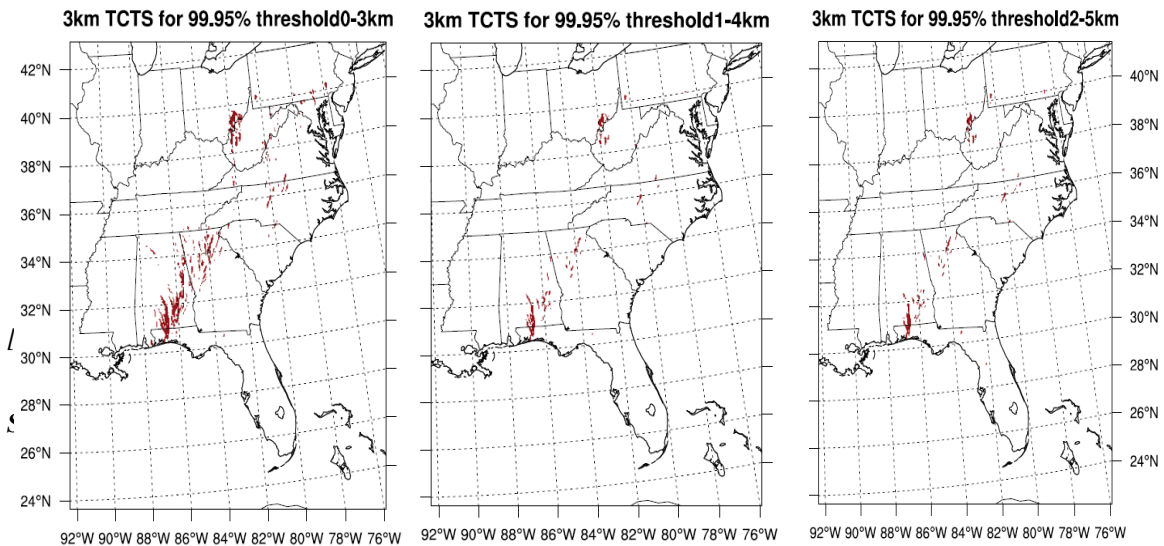 3km TCTS for 99.95% threshold0-3km
3km TCTS for 99.95% threshold1-4km
3km TCTS for 99.95% threshold2-5km
42°N
40°N
38°N
36°N
34°N
32°N
30°N
28°N
26°N
24°N
40°N
38°N
36°N
34°N
32°N
30°N
28°N
26°N
24°N
92°W 90°W 88°W 86°W 84°W 82°W 80°W 78°W 76°W
92°W 90°W 88°W 86°W 84°W 82°W 80°W 78°W 76°W
92°W 90°W 88°W 86°W 84°W 82°W 80°W 78°W 76°W